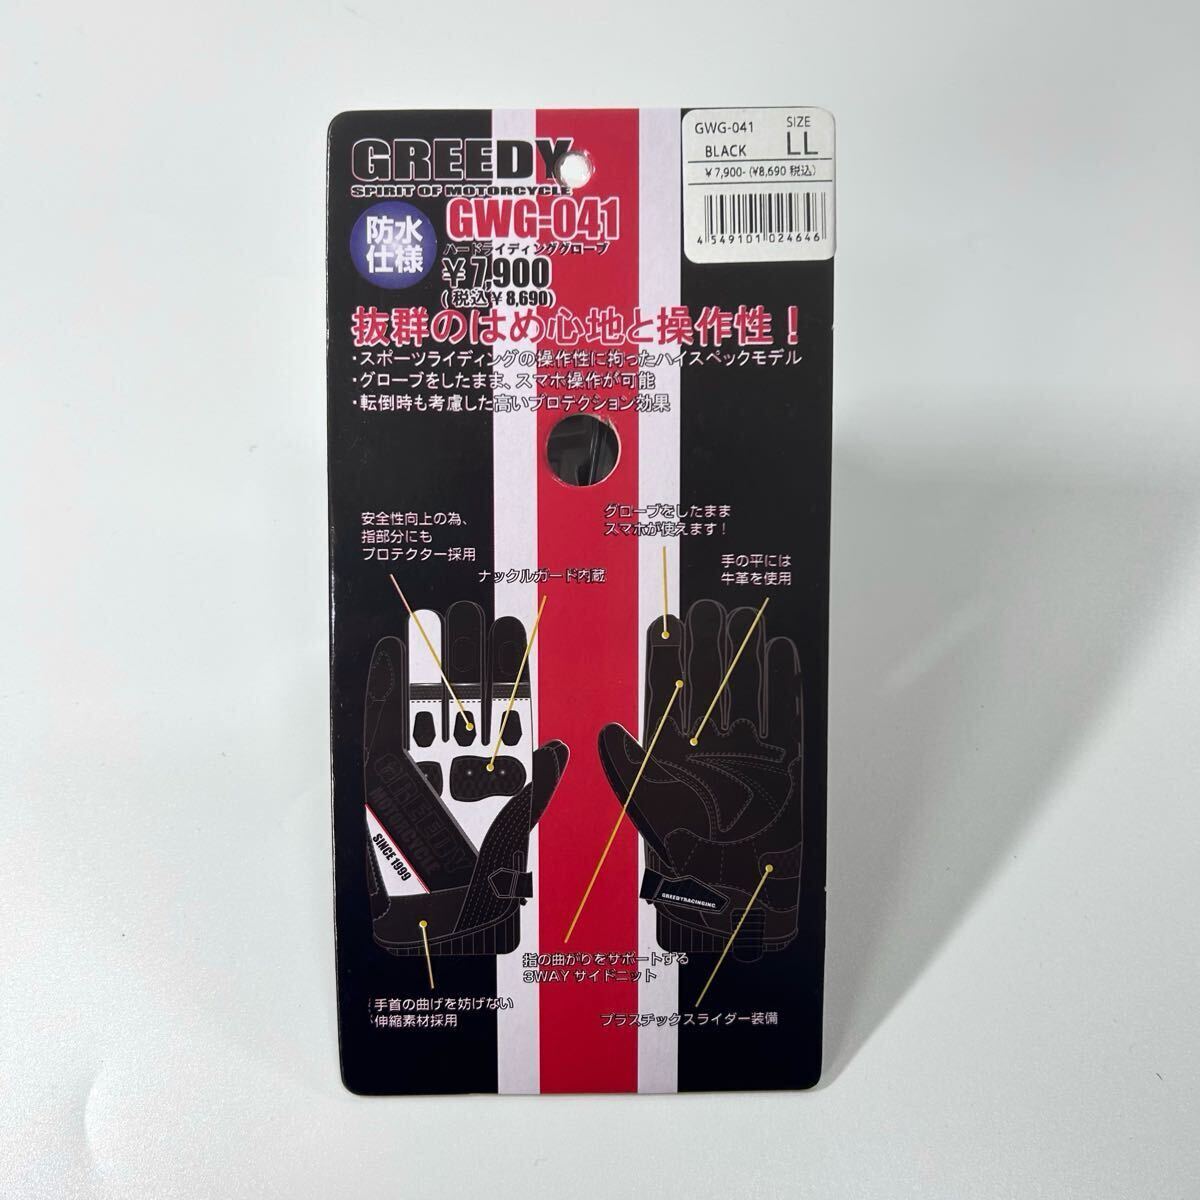 GREEDY
SPIRIT OF MOTORCYCLE
GWG-041
SIZE
BLACK
LL
¥7,900-(¥8,690 税込)
4 549101 024646
防水
仕様
GWG-041
ハードライディンググローブ
¥7,900
(税込¥8,690)
抜群のはめ心地と操作性！
・スポーツライディングの操作性に拘ったハイスペックモデル
・グローブをしたまま、スマホ操作が可能
・転倒時も考慮した高いプロテクション効果
安全性向上の為、
指部分にも
プロテクター採用
ナックルガード内蔵
グローブをしたまま
スマホが使えます！
手の平には
牛革を使用
GREEDY
MOTORCYCLE
SINCE 1999
GREEDYRACINGINC.
指の曲がりをサポートする
3WAYサイドニット
手首の曲げを妨げない
伸縮素材採用
プラスチックスライダー装備